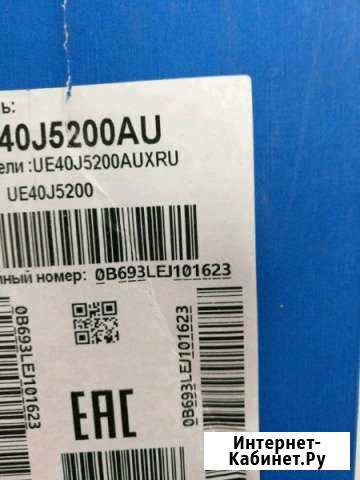 ь:
40J5200AU
ели :UE40J5200AUXRU
UE40J5200
ный номер: 0B693LEJ101623
0B693LEJ101623
0B693LEJ101623
EAC
Интернет-
Кабинет.Ру